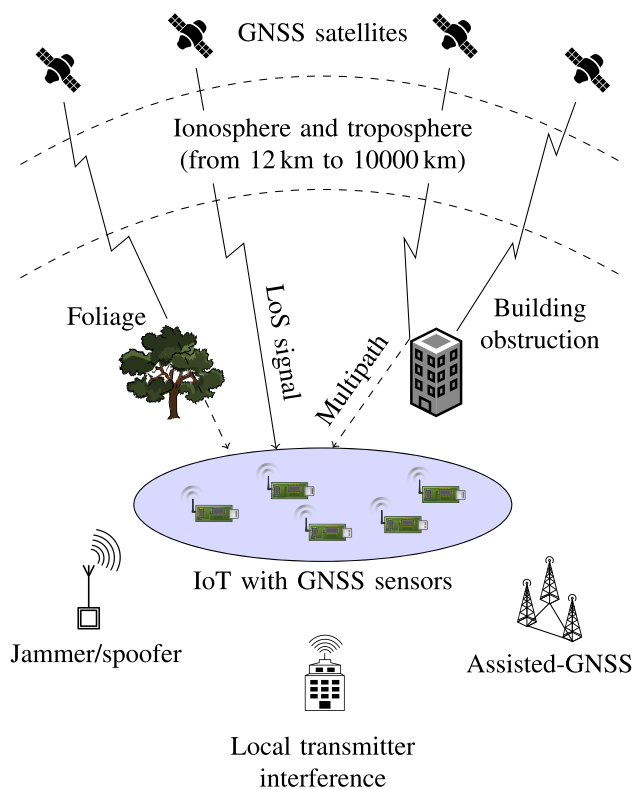 GNSS satellites
Ionosphere and troposphere
(from 12 km to 10000 km)
Foliage
LoS signal
Multipath
Building
obstruction
IoT with GNSS sensors
Jammer/spoofer
Assisted-GNSS
Local transmitter
interference